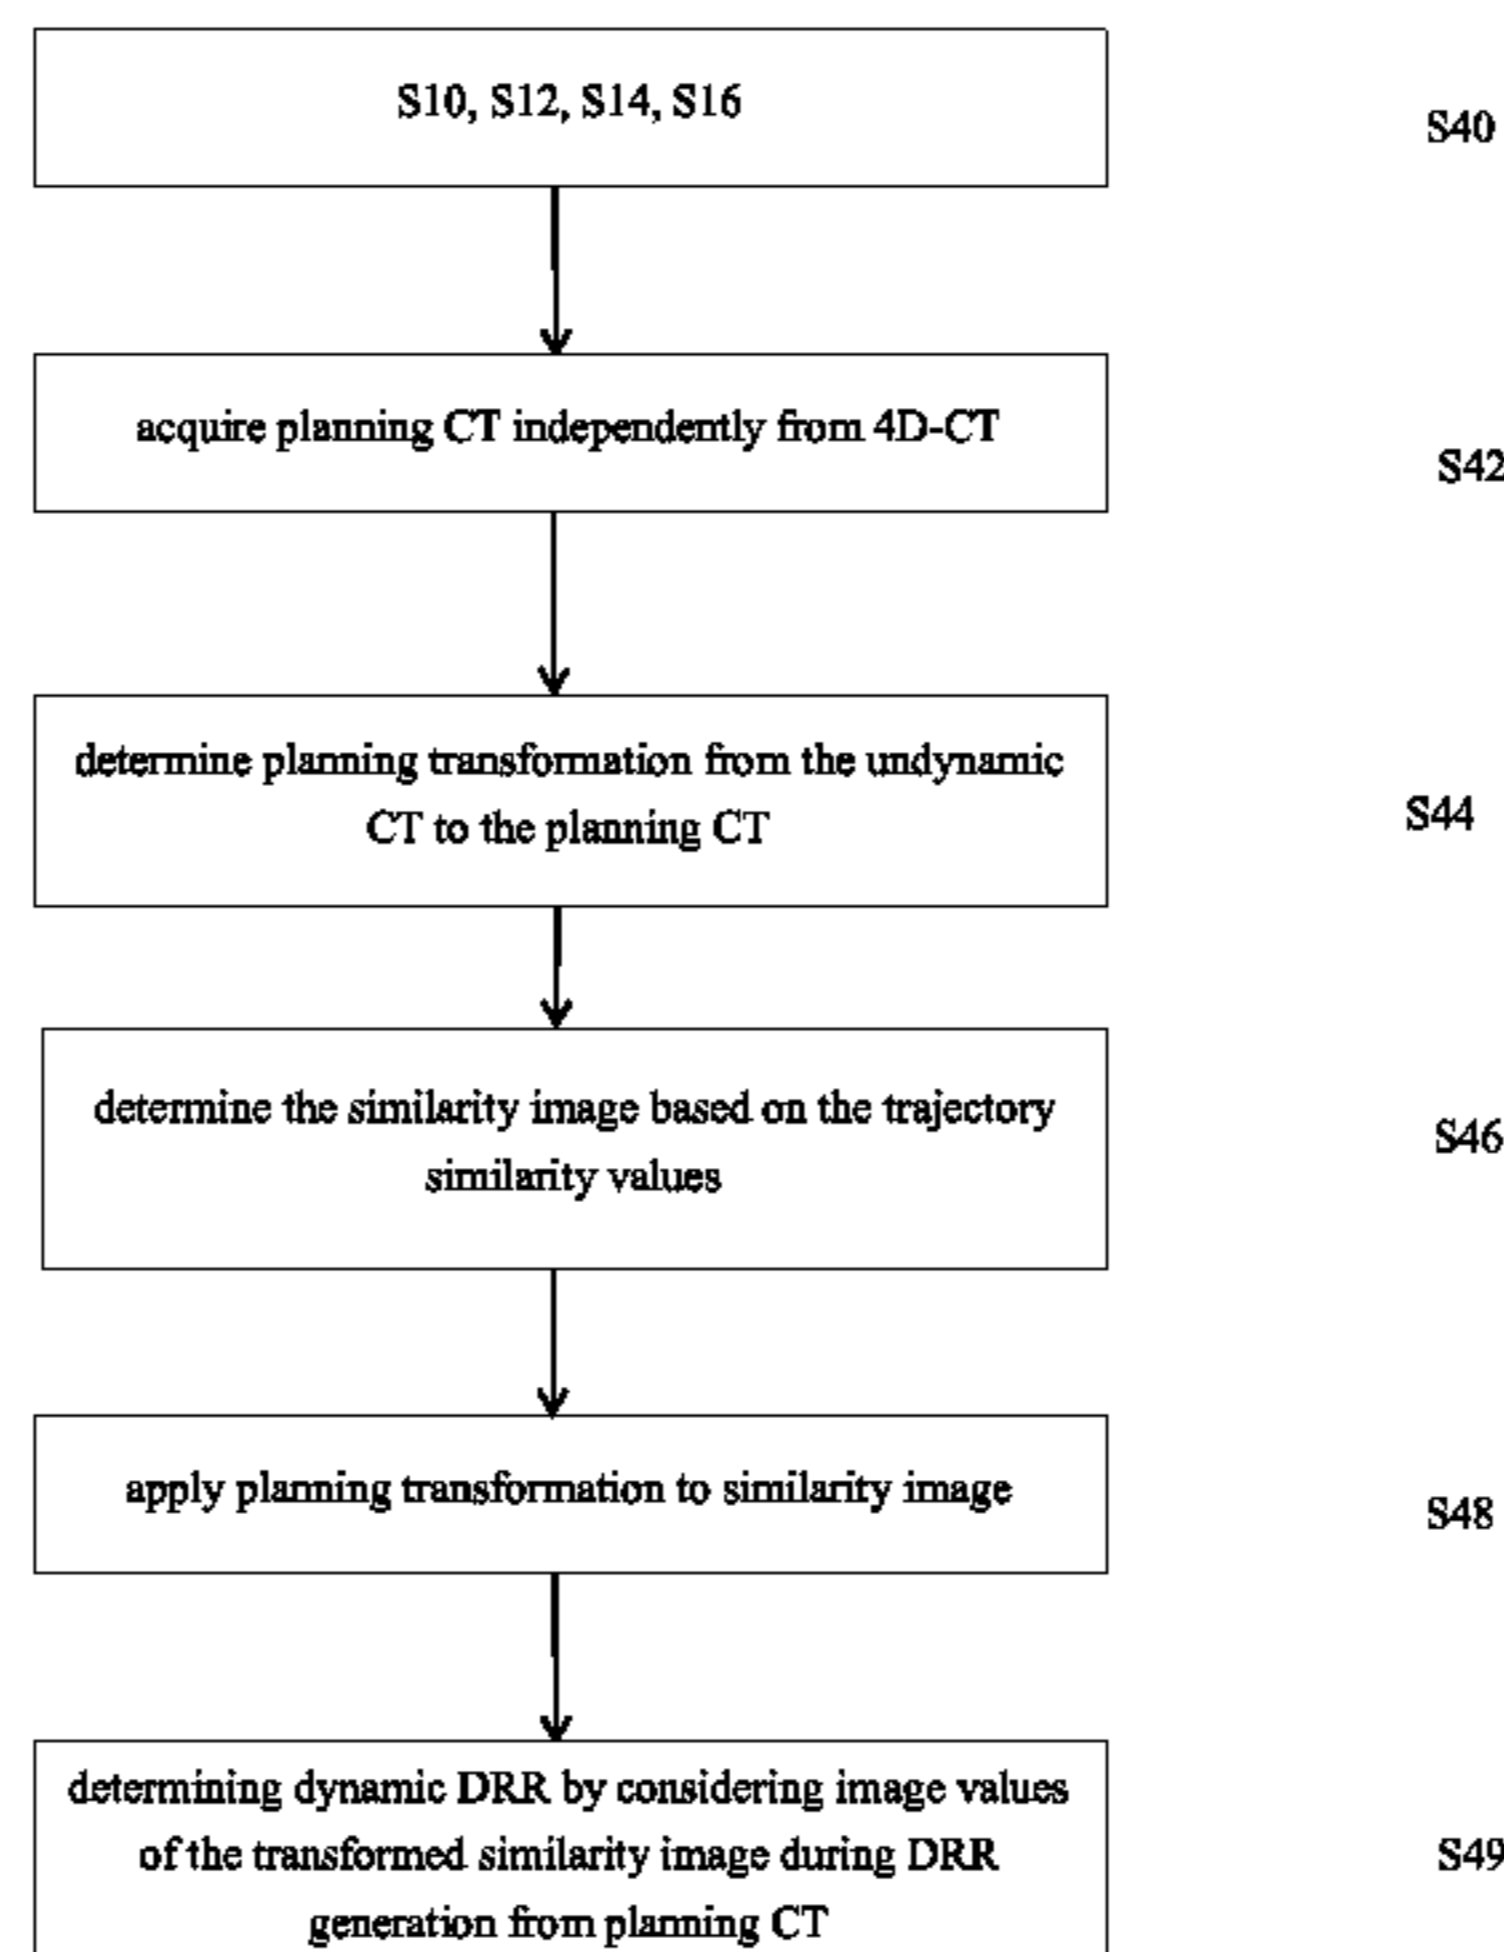 S10, S12, S14, S16
S40
acquire planning CT independently from 4D-CT
S42
determine planning transformation from the undynamic
CT to the planning CT
S44
determine the similarity image based on the trajectory
similarity values
S46
apply planning transformation to similarity image
S48
determining dynamic DRR by considering image values
of the transformed similarity image during DRR
generation from planning CT
S49